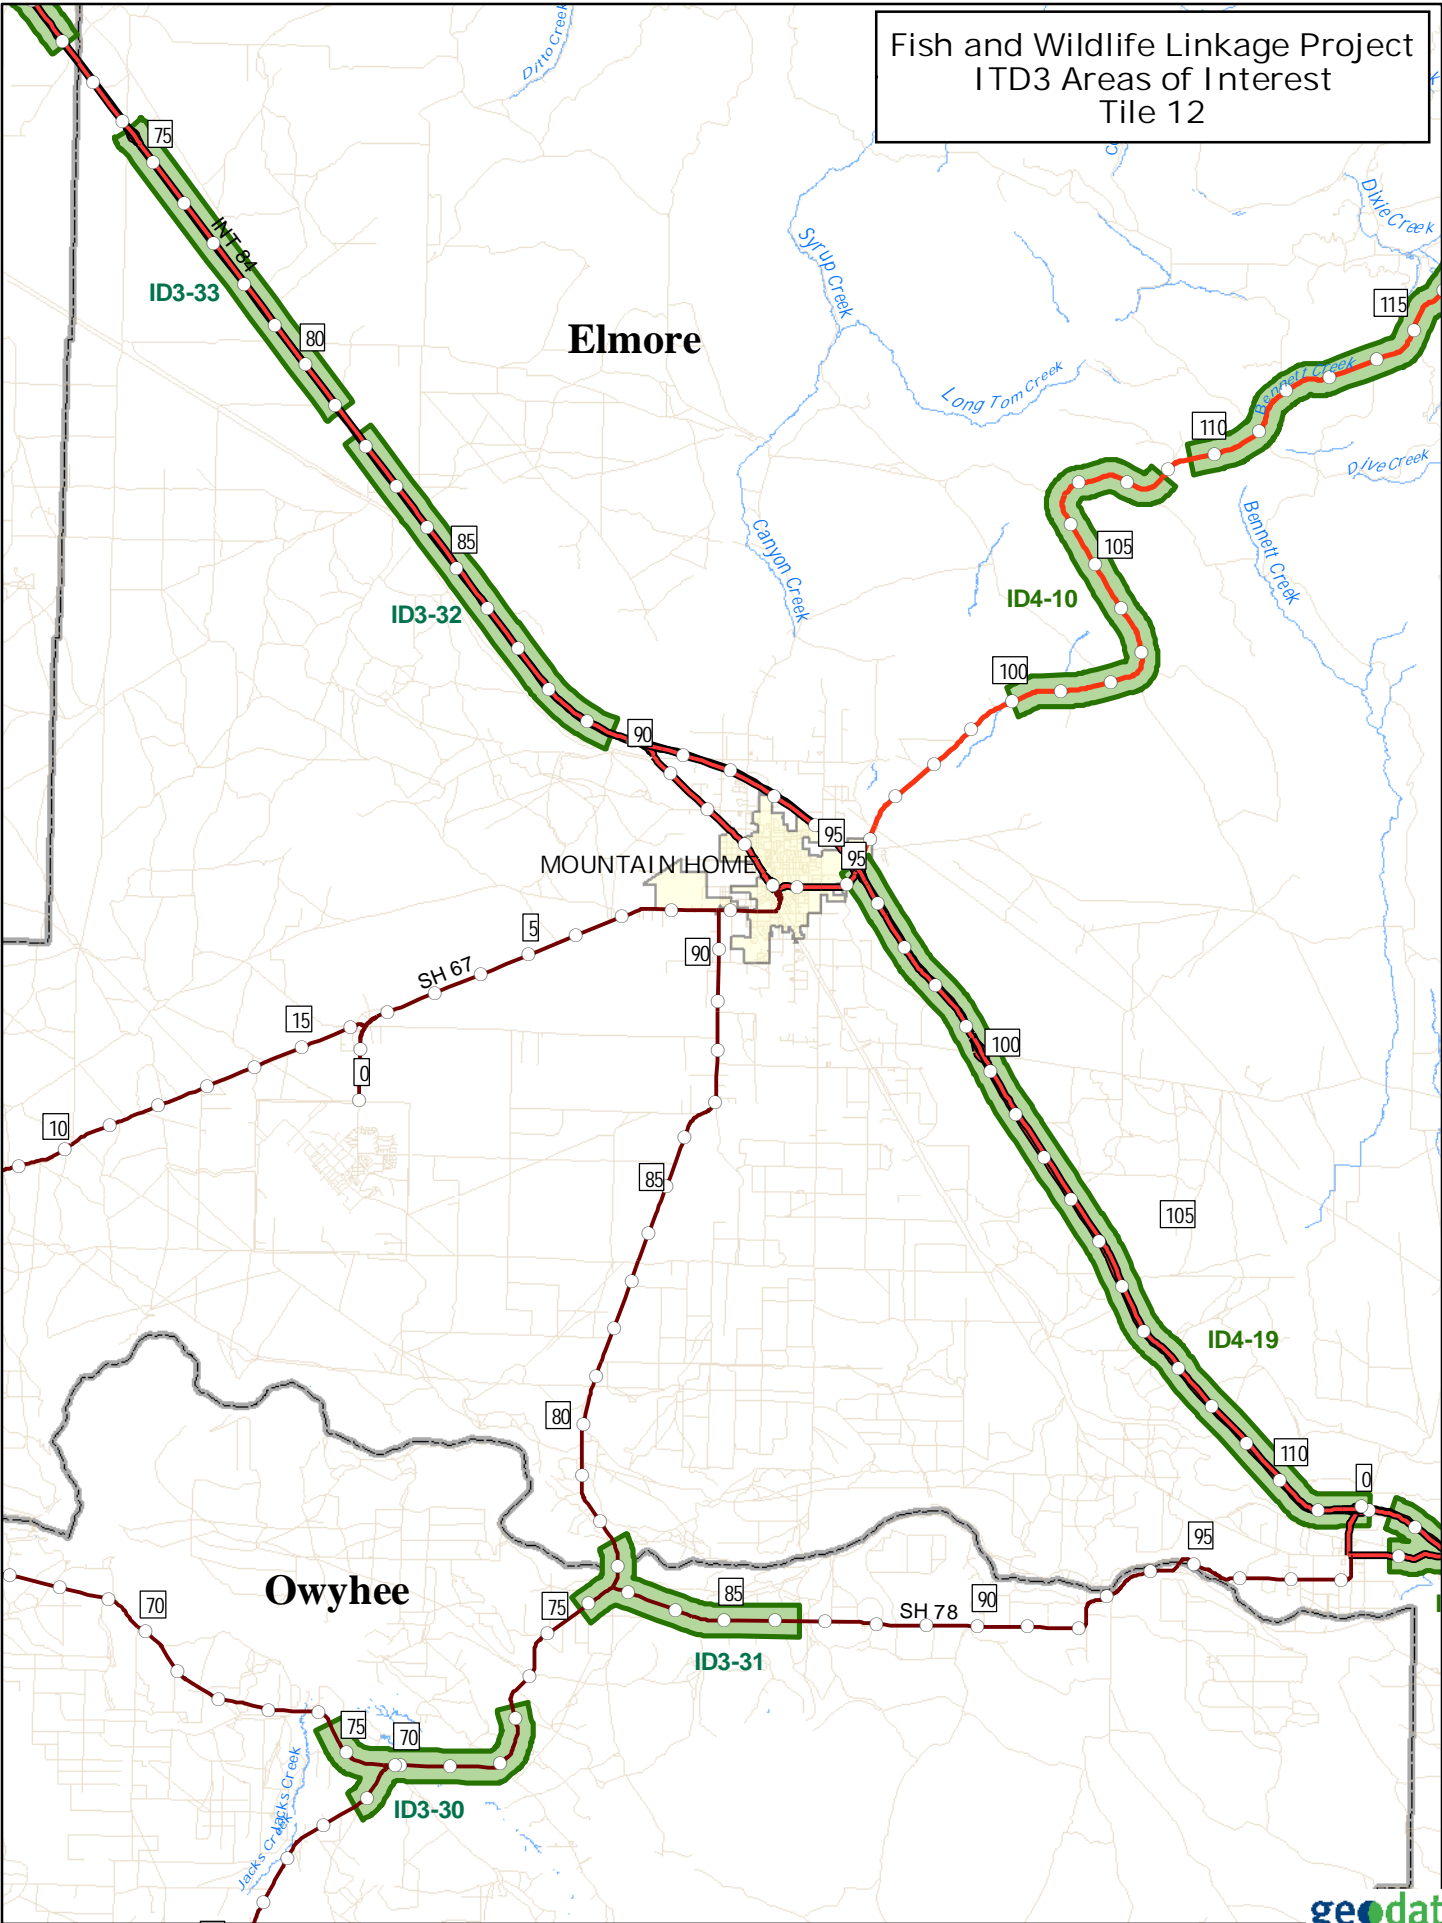 Fish and Wildlife Linkage Project
ITD3 Areas of Interest
Tile 12
Ditto Creek
Dixie Creek
75
INT 84
Syrup Creek
ID3-33
115
80
Elmore
Long Tom Creek
Bennett Creek
110
Dive Creek
85
Canyon Creek
Bennett Creek
105
ID4-10
ID3-32
100
90
95
95
MOUNTAIN HOME
5
90
SH 67
15
100
0
10
85
105
ID4-19
80
110
0
95
Owyhee
70
75
85
90
SH 78
ID3-31
75
70
Jacks Creek
ID3-30
Jacks Creek
geodat